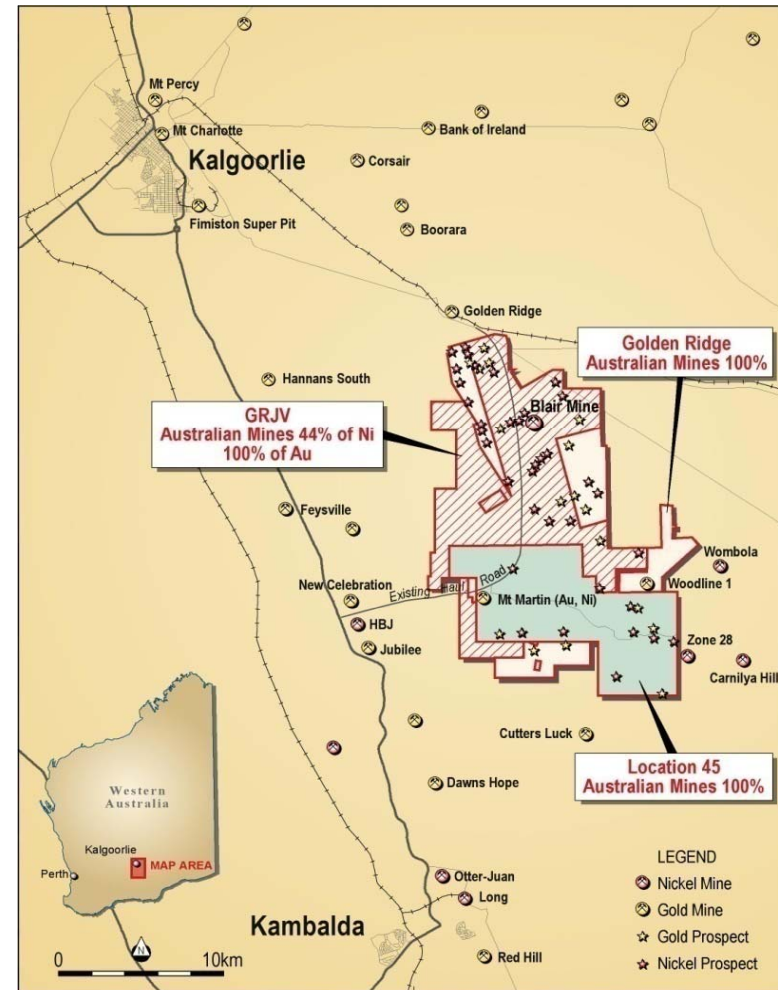 Mt Percy
Mt Charlotte
Bank of Ireland
Kalgoorlie
Corsair
Fimiston Super Pit
Boorara
Golden Ridge
Golden Ridge
Australian Mines 100%
Hannans South
GRJV
Australian Mines 44% of Ni
100% of Au
Blair Mine
Feysville
Wombola
New Celebration
Existing Haul Road
Mt Martin (Au, Ni)
Woodline 1
HBJ
Jubilee
Zone 28
Carnilya Hill
Cutters Luck
Location 45
Australian Mines 100%
Dawns Hope
Western
Australia
Kalgoorlie
MAP AREA
Perth
Otter-Juan
Long
Kambalda
Red Hill
LEGEND
Nickel Mine
Gold Mine
Gold Prospect
Nickel Prospect
N
0 10km